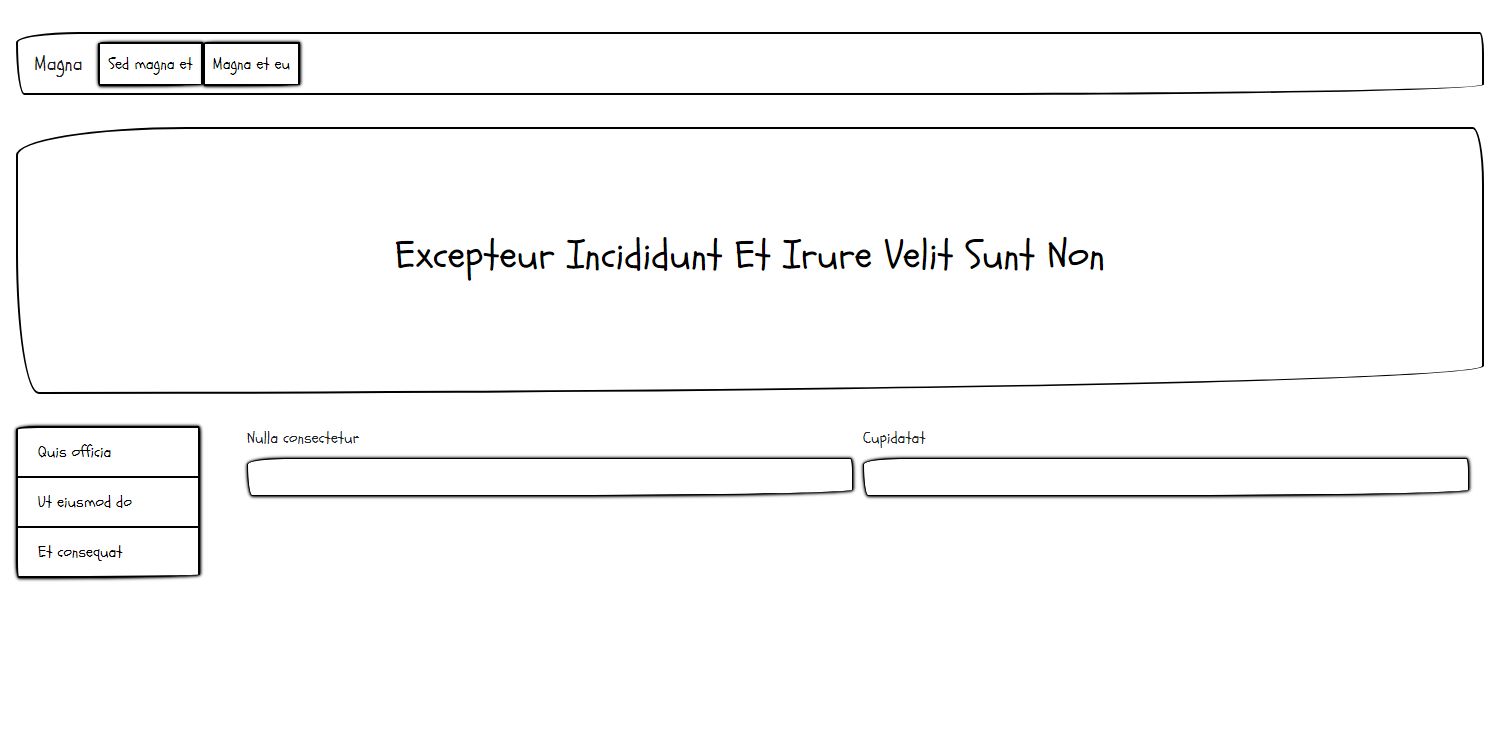 Magna Sed magna et Magna et eu
Excepteur Incididunt Et Irure Velit Sunt Non
Quis officia
Ut eiusmod do
Et consequat
Nulla consectetur
Cupidatat